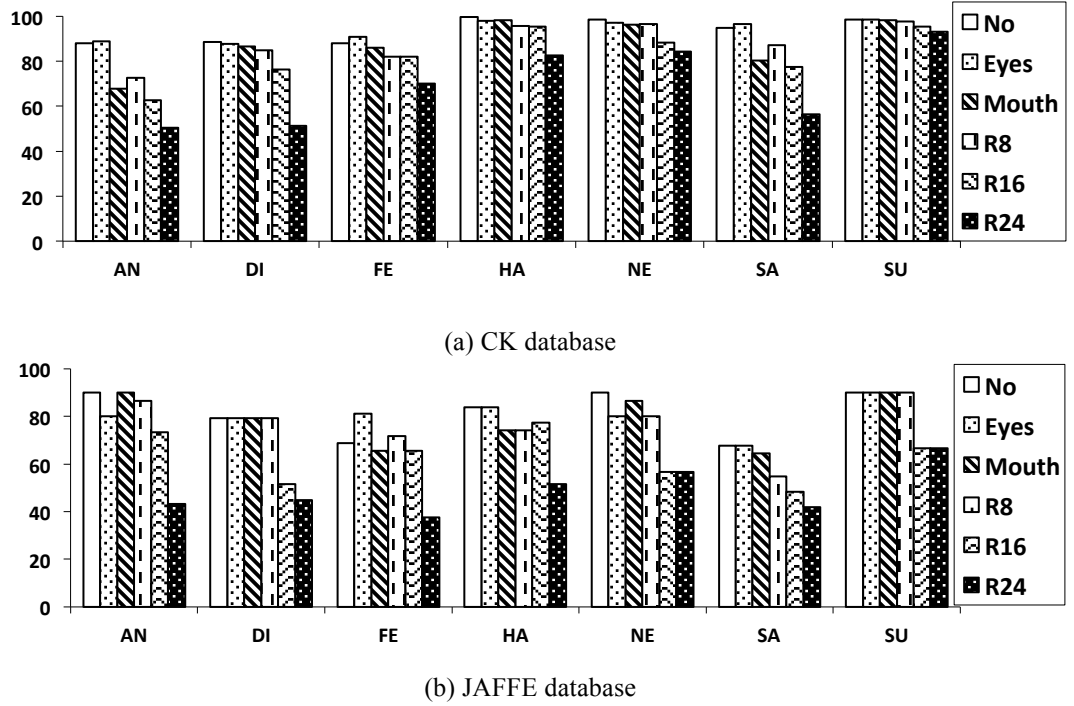 100
80
60
40
20
0
AN DI FE HA NE SA SU
No
Eyes
Mouth
R8
R16
R24
(a) CK database
100
80
60
40
20
0
AN DI FE HA NE SA SU
No
Eyes
Mouth
R8
R16
R24
(b) JAFFE database